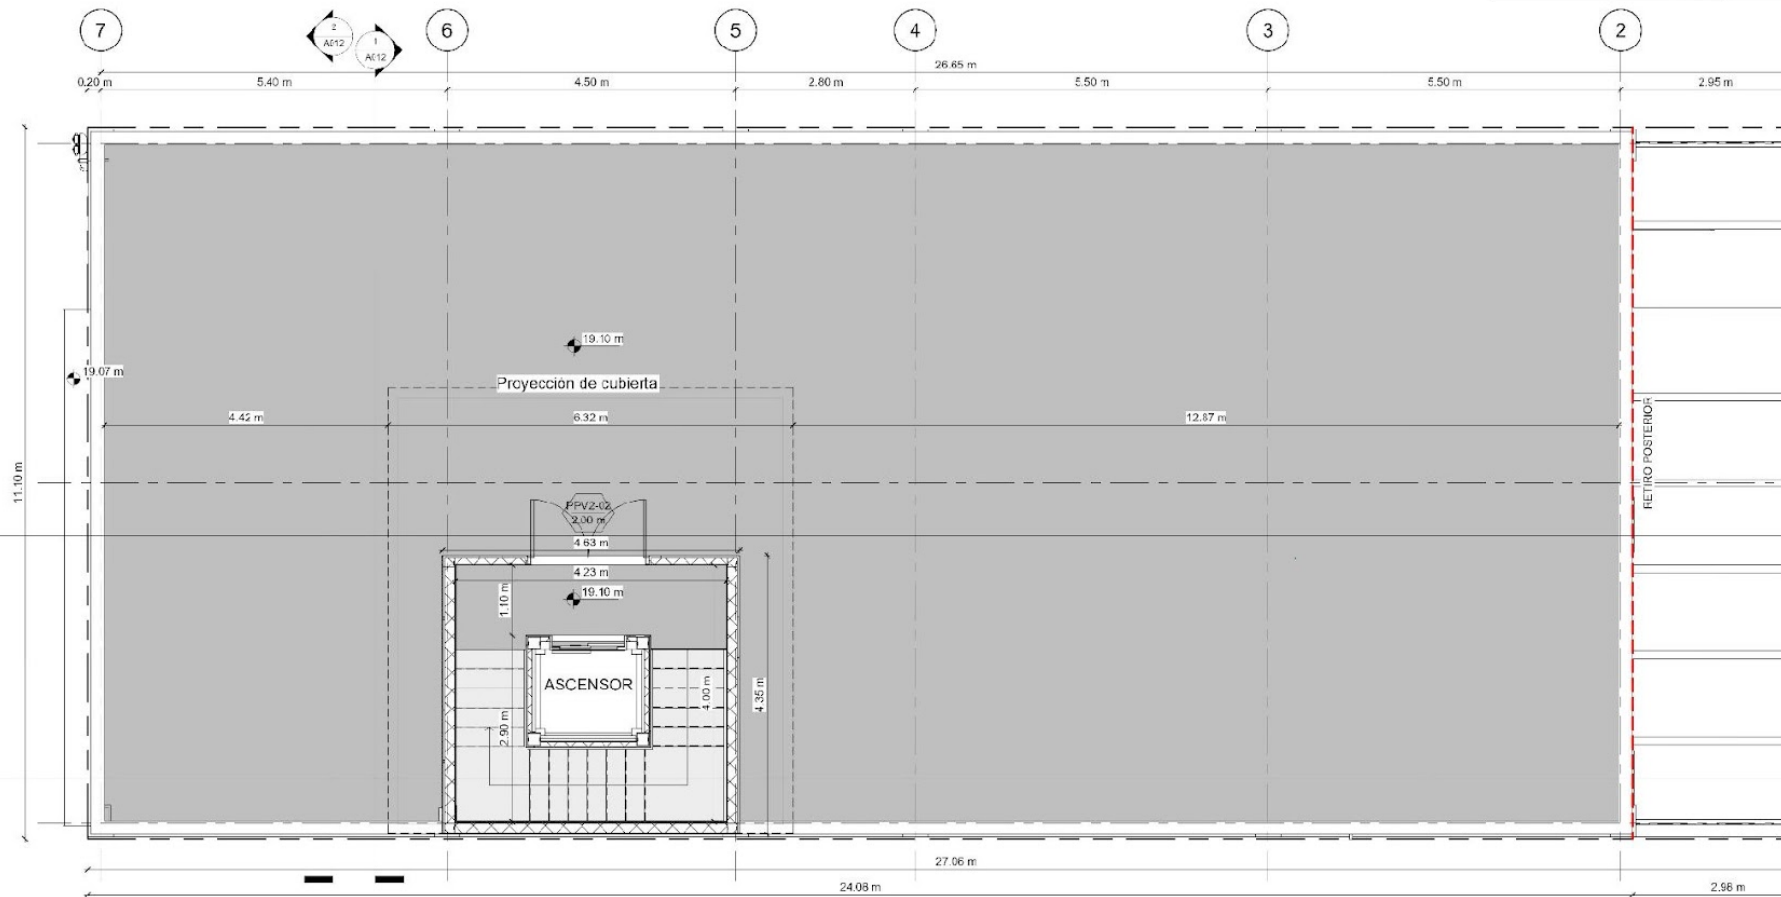 7
2
A012
1
A012
6
5
4
3
2
26.65 m
0.20 m
5.40 m
4.50 m
2.80 m
5.50 m
5.50 m
2.95 m
19.10 m
19.07 m
Proyección de cubierta
4.42 m
6.32 m
12.87 m
RETIRO POSTERIOR
11.10 m
PPV2-02
2.00 m
4.63 m
4.23 m
1.10 m
19.10 m
ASCENSOR
4.00 m
4.35 m
2.90 m
27.06 m
24.08 m
2.98 m